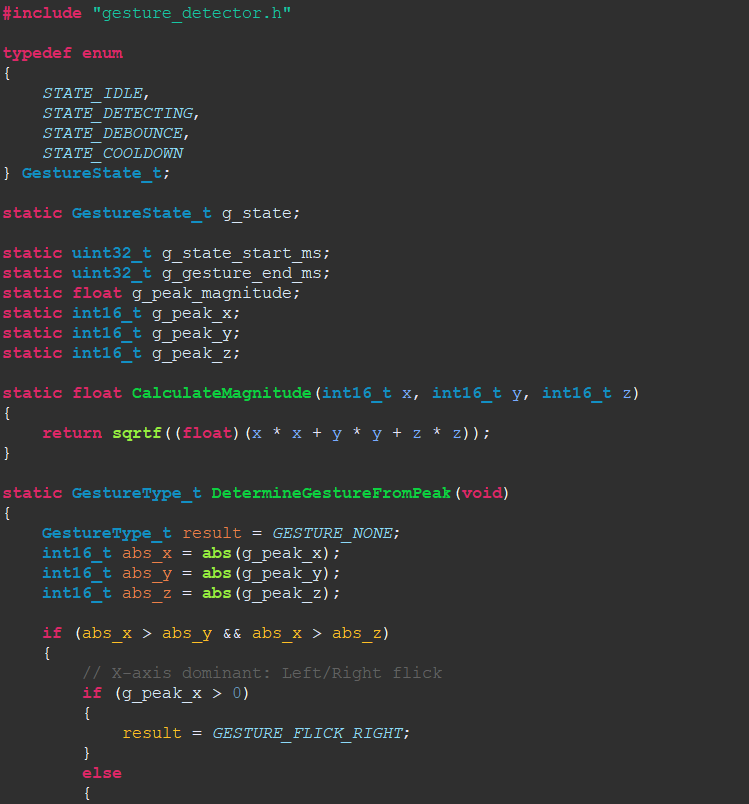 #include "gesture_detector.h"
typedef enum
{
    STATE_IDLE,
    STATE_DETECTING,
    STATE_DEBOUNCE,
    STATE_COOLDOWN
} GestureState_t;
static GestureState_t g_state;
static uint32_t g_state_start_ms;
static uint32_t g_gesture_end_ms;
static float g_peak_magnitude;
static int16_t g_peak_x;
static int16_t g_peak_y;
static int16_t g_peak_z;
static float CalculateMagnitude(int16_t x, int16_t y, int16_t z)
{
    return sqrtf((float)(x * x + y * y + z * z));
}
static GestureType_t DetermineGestureFromPeak(void)
{
    GestureType_t result = GESTURE_NONE;
    int16_t abs_x = abs(g_peak_x);
    int16_t abs_y = abs(g_peak_y);
    int16_t abs_z = abs(g_peak_z);
    if (abs_x > abs_y && abs_x > abs_z)
    {
        // X-axis dominant: Left/Right flick
        if (g_peak_x > 0)
        {
            result = GESTURE_FLICK_RIGHT;
        }
        else
        {